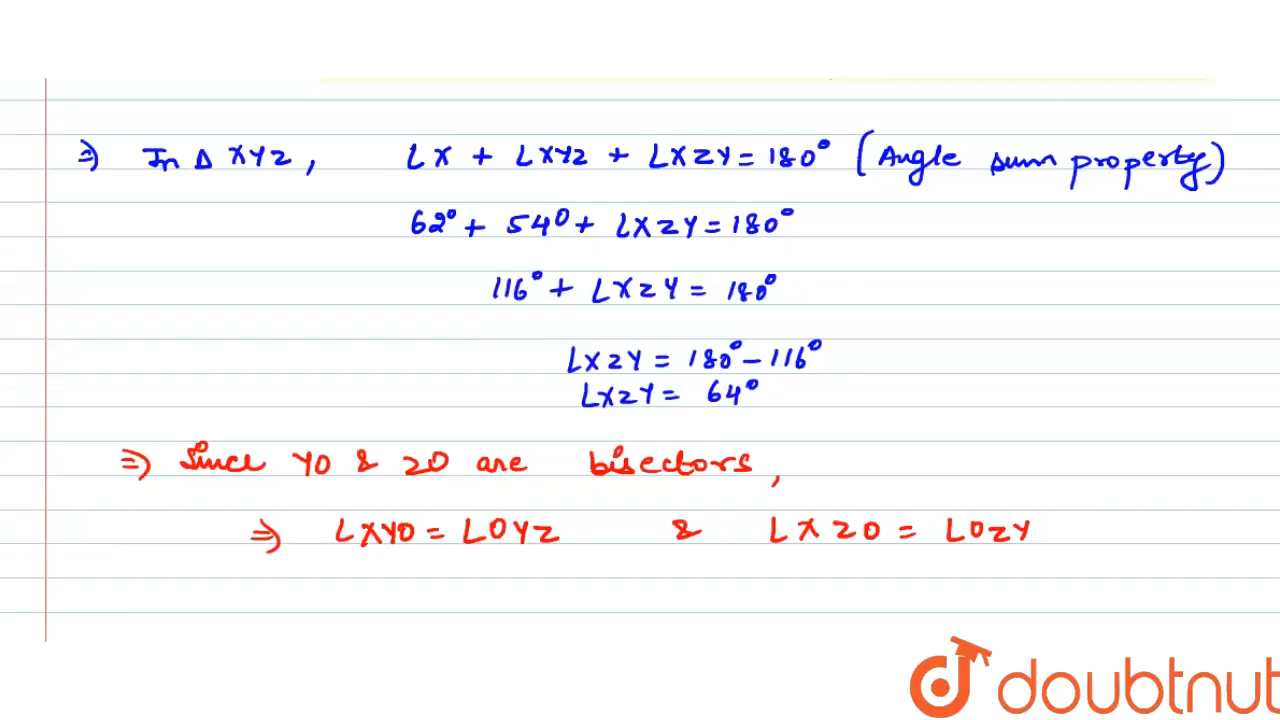 ⇒ In Δ XYZ, ∠X + ∠XYZ + ∠XZY = 180° (Angle sum property)
62° + 54° + ∠XZY = 180°
116° + ∠XZY = 180°
∠XZY = 180° - 116°
∠XZY = 64°
⇒ Since YO & ZO are bisectors,
⇒ ∠XYO = ∠OYZ & ∠XZO = ∠OZY
doubtnut